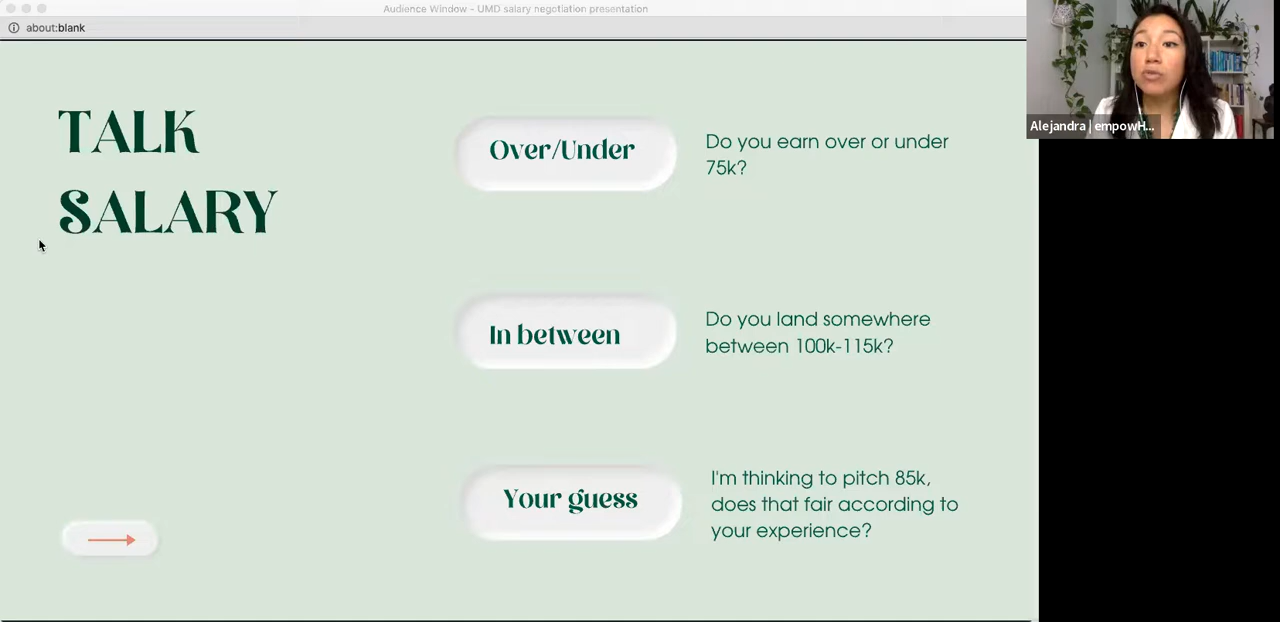 Audience Window - UMD salary negotiation presentation
about:blank
TALK
SALARY
Over/Under
Do you earn over or under
75k?
In between
Do you land somewhere
between 100k-115k?
Your guess
I'm thinking to pitch 85k,
does that fair according to
your experience?
Alejandra | empowH...